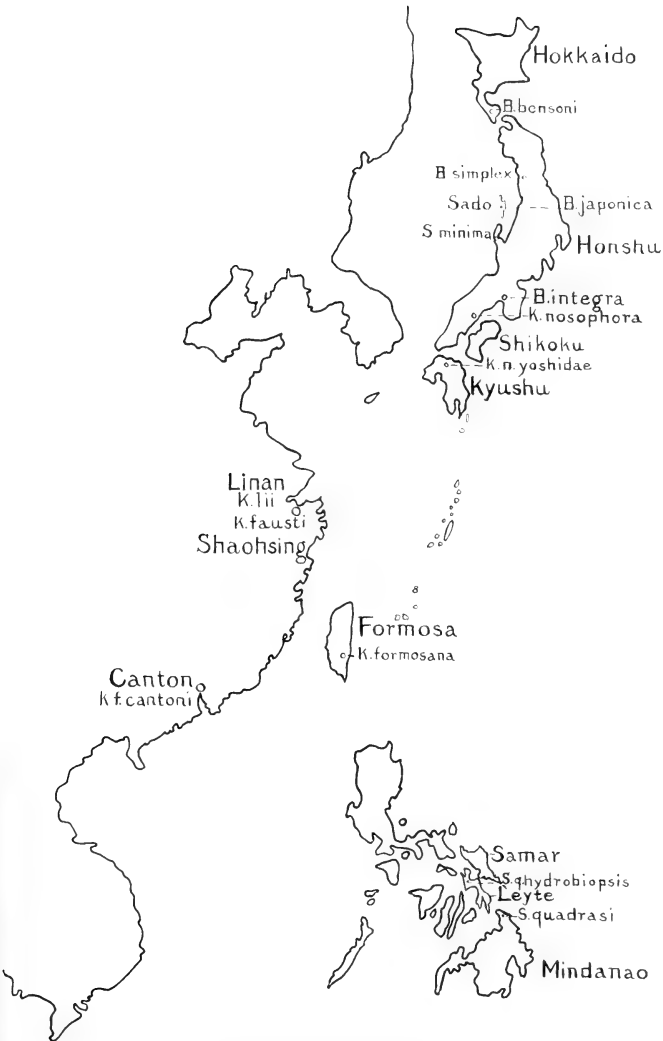 Hokkaido
B.bensoni
B simplex
Sado
B.japonica
S minima
Honshu
B.integra
K.nosophora
Shikoku
K.n.yoshidae
Kyushu
Linan
K.lii
K.fausti
Shaohsing
Formosa
K.formosana
Canton
K f.cantoni
Samar
S.q.hydrobiopsis
Leyte
S.quadrasi
Mindanao